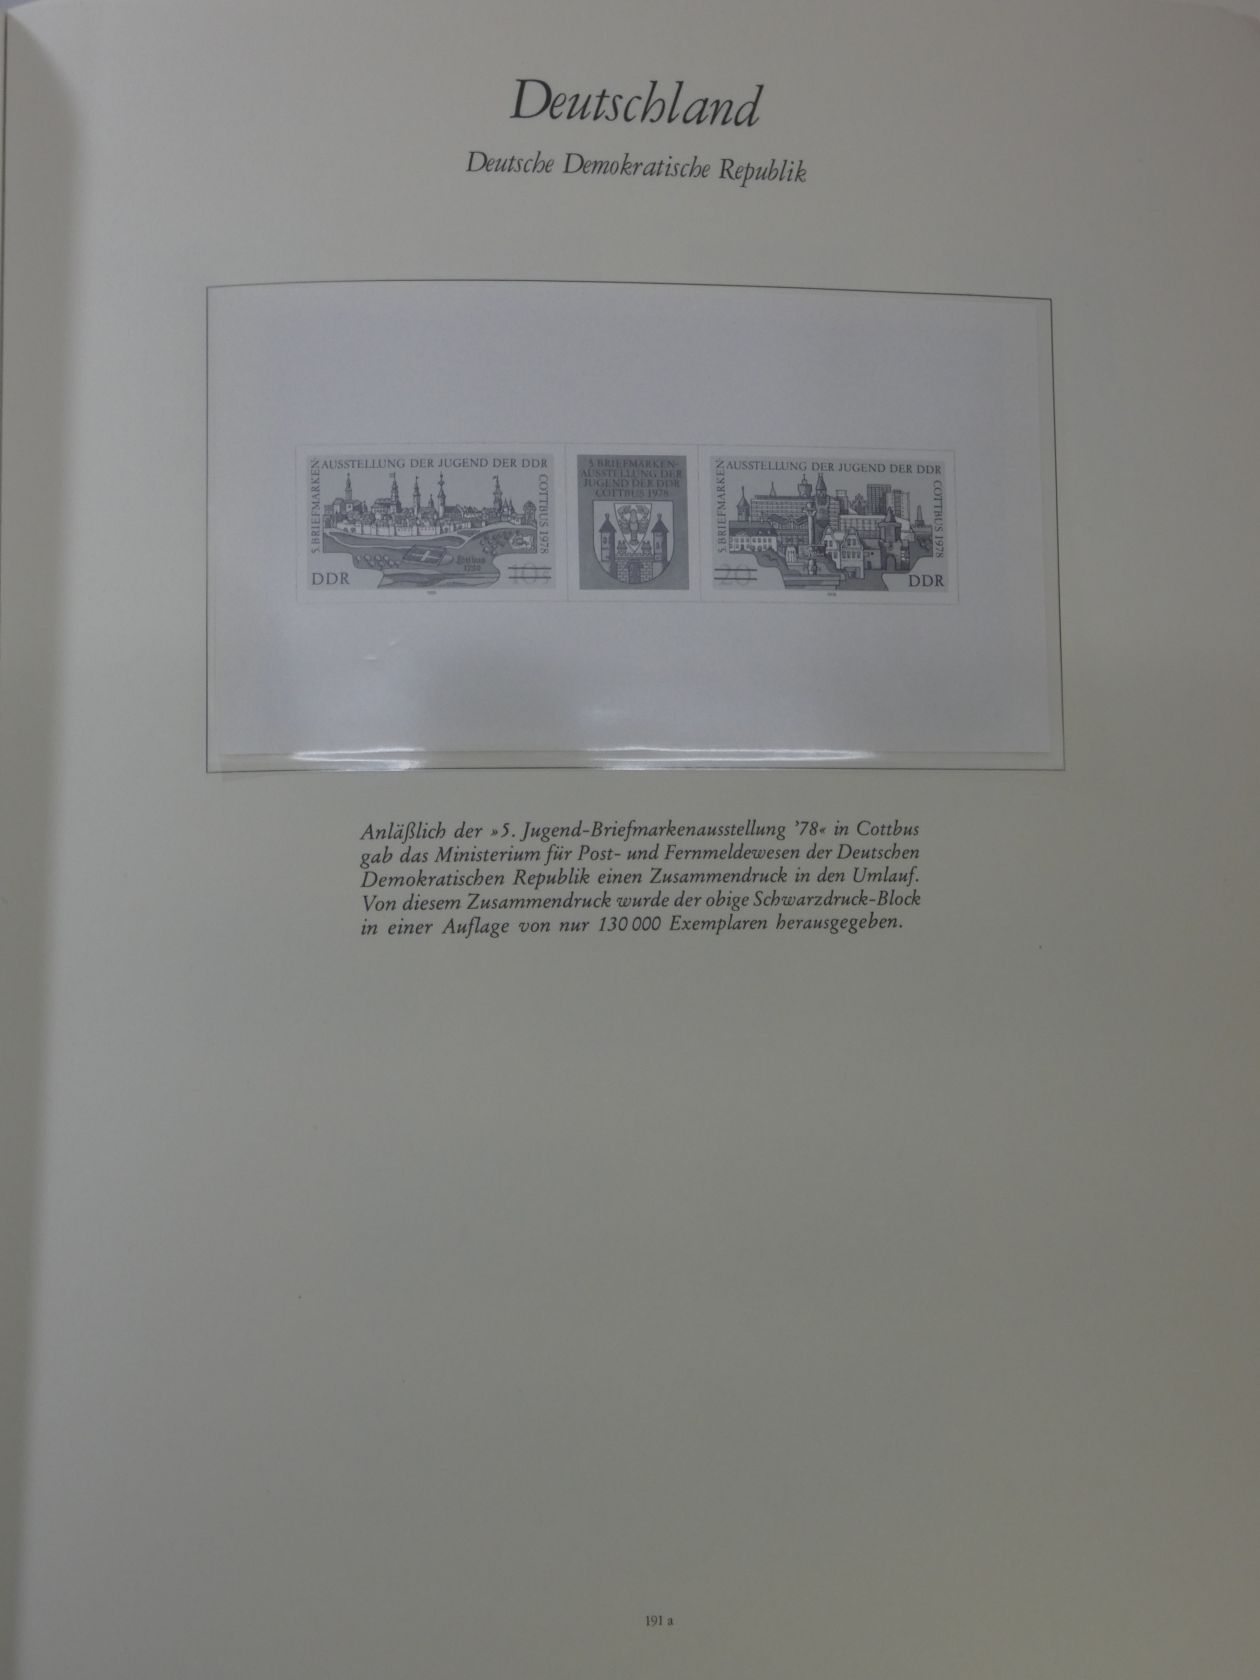 Deutschland
Deutsche Demokratische Republik
5. BRIEFMARKEN-
AUSSTELLUNG DER JUGEND DER DDR
COTTBUS 1978
Cottbus
1730
DDR
10+
5. BRIEFMARKEN-
AUSSTELLUNG DER
JUGEND DER DDR
COTTBUS 1978
5. BRIEFMARKEN-
AUSSTELLUNG DER JUGEND DER DDR
COTTBUS 1978
20
DDR
Anläßlich der »5. Jugend-Briefmarkenausstellung ’78« in Cottbus
gab das Ministerium für Post- und Fernmeldewesen der Deutschen
Demokratischen Republik einen Zusammendruck in den Umlauf.
Von diesem Zusammendruck wurde der obige Schwarzdruck-Block
in einer Auflage von nur 130 000 Exemplaren herausgegeben.
191 a